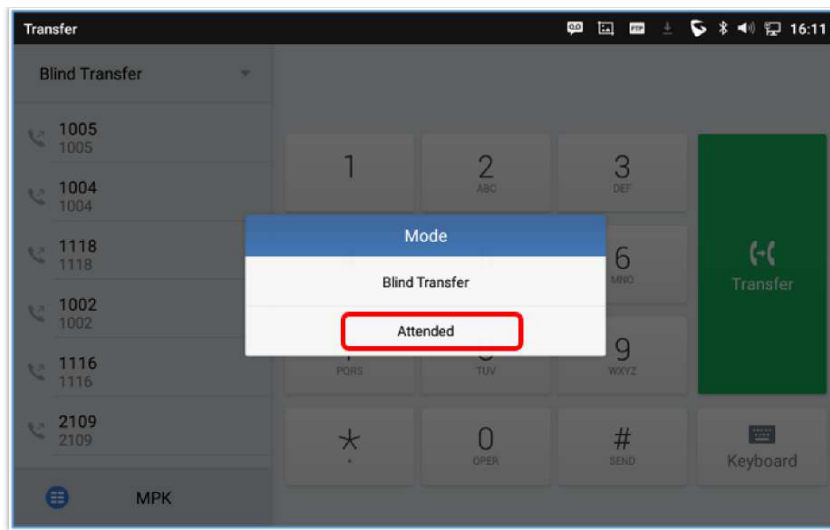 Transfer
16:11
Blind Transfer
1005
1005
1004
1004
1118
1118
1002
1002
1116
1116
2109
2109
MPK
1
2
ABC
3
DEF
Mode
Blind Transfer
Attended
6
MNO
PQRS
TUV
9
WXYZ
*
0
OPER
#
SEND
Transfer
Keyboard